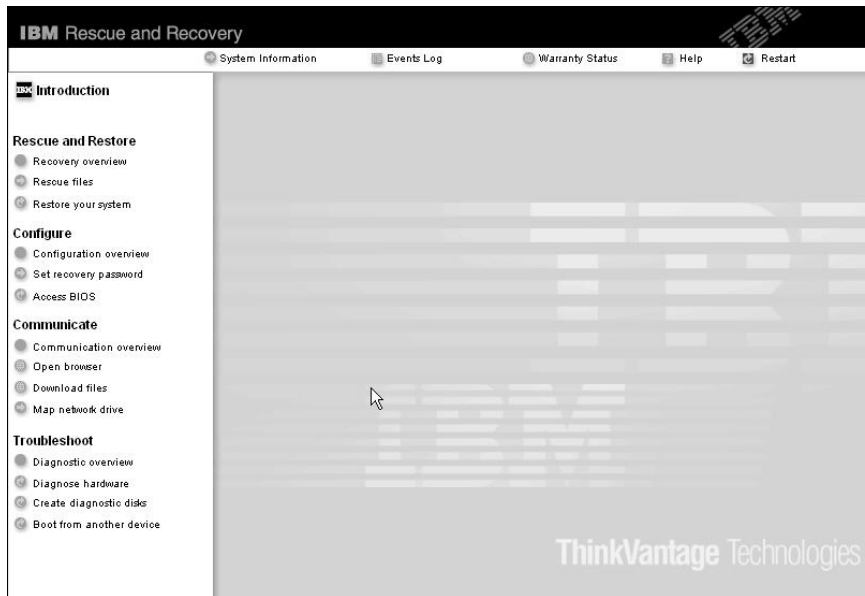 IBM Rescue and Recovery
IBM
System Information Events Log Warranty Status Help Restart
Introduction
Rescue and Restore
Recovery overview
Rescue files
Restore your system
Configure
Configuration overview
Set recovery password
Access BIOS
Communicate
Communication overview
Open browser
Download files
Map network drive
Troubleshoot
Diagnostic overview
Diagnose hardware
Create diagnostic disks
Boot from another device
IBM
ThinkVantage Technologies